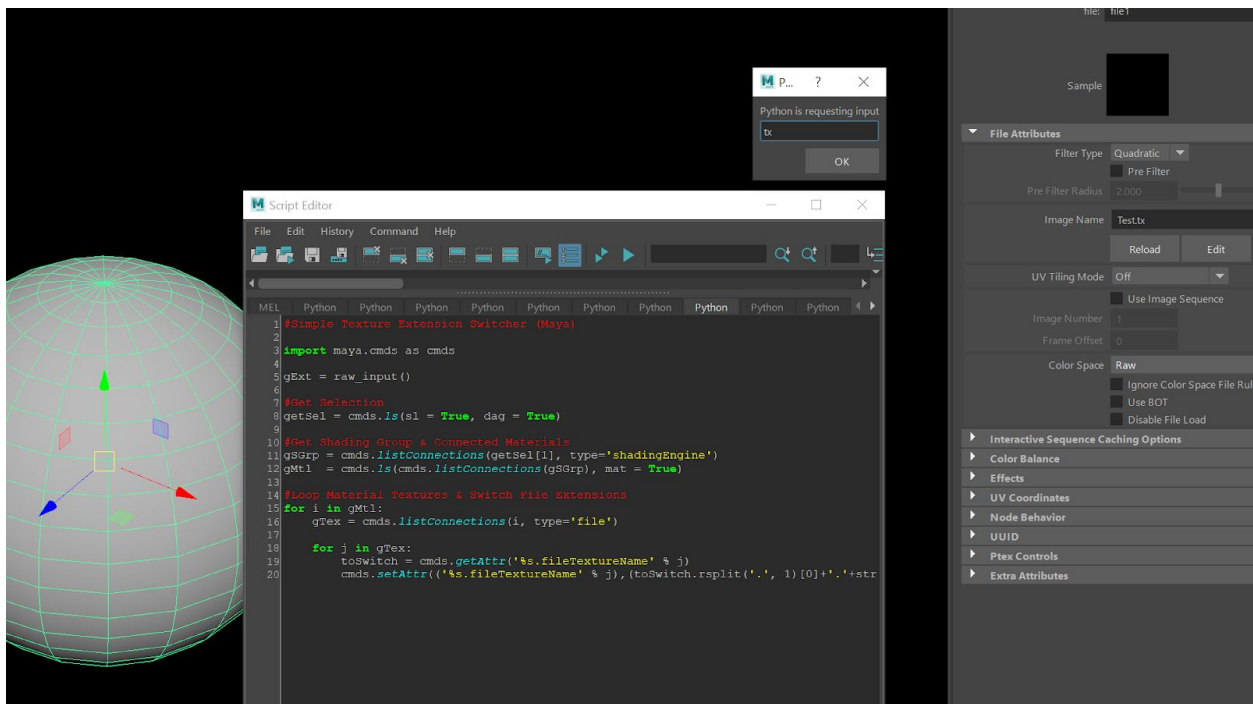 file: file1
P... ?
Python is requesting input
tx
OK
Sample
File Attributes
Filter Type Quadratic
Pre Filter
Pre Filter Radius 2.000
Image Name Test.tx
Reload Edit
UV Tiling Mode Off
Use Image Sequence
Image Number 1
Frame Offset 0
Color Space Raw
Ignore Color Space File Rul
Use BOT
Disable File Load
Interactive Sequence Caching Options
Color Balance
Effects
UV Coordinates
Node Behavior
UUID
Ptex Controls
Extra Attributes
Script Editor
File Edit History Command Help
MEL Python Python Python Python Python Python Python Python Python Python
1 #Simple Texture Extension Switcher (Maya)
2
3 import maya.cmds as cmds
4
5 gExt = raw_input()
6
7 #Get Selection
8 getSel = cmds.ls(sl = True, dag = True)
9
10 #Get Shading Group & Connected Materials
11 gSGrp = cmds.listConnections(getSel[1], type='shadingEngine')
12 gMtl  = cmds.ls(cmds.listConnections(gSGrp), mat = True)
13
14 #Loop Material Textures & Switch File Extensions
15 for i in gMtl:
16     gTex = cmds.listConnections(i, type='file')
17
18     for j in gTex:
19         toSwitch = cmds.getAttr('%s.fileTextureName' % j)
20         cmds.setAttr(('%s.fileTextureName' % j),(toSwitch.rsplit('.', 1)[0]+'.'+str